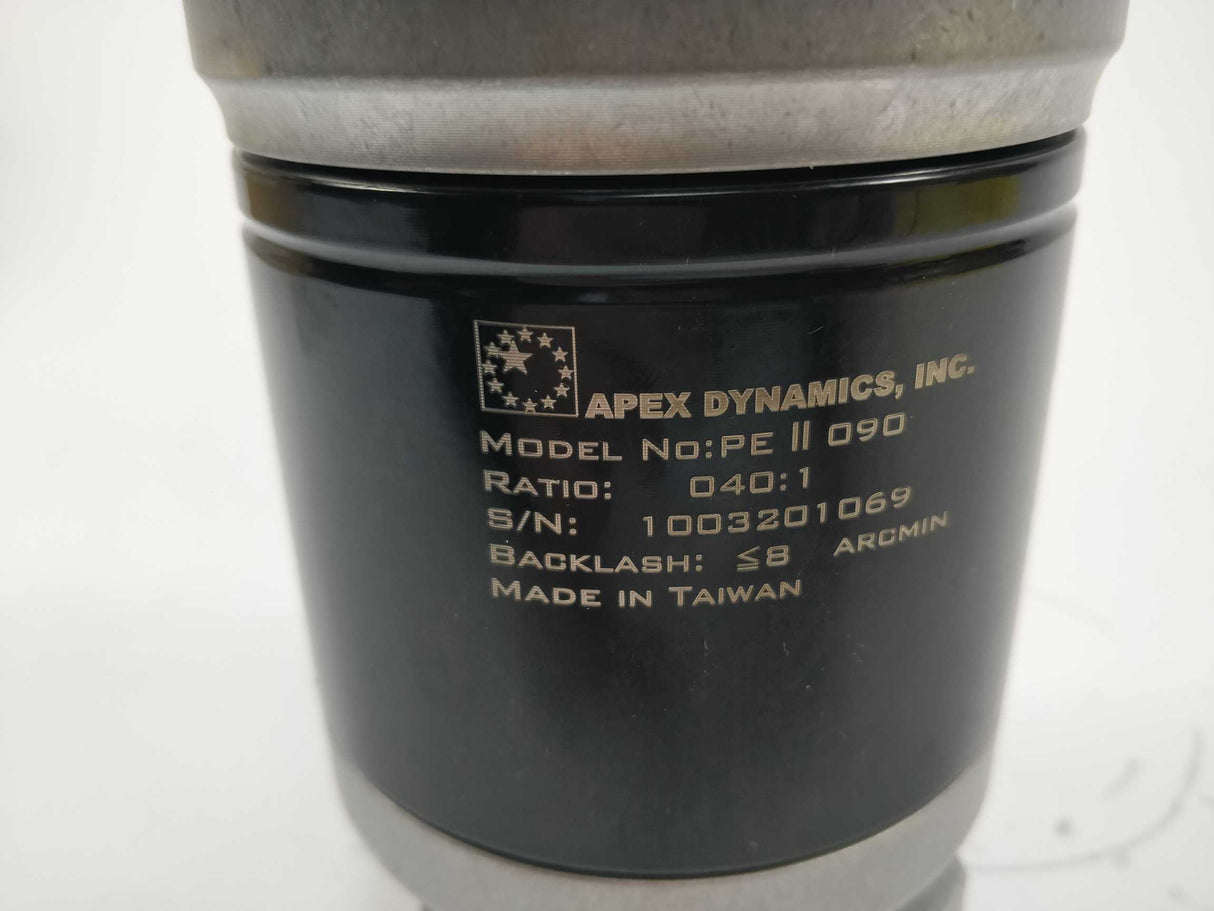 APEX DYNAMICS, INC.
MODEL NO:PE II 090
RATIO: 040:1
S/N: 1003201069
BACKLASH: ≦8 ARCMIN
MADE IN TAIWAN